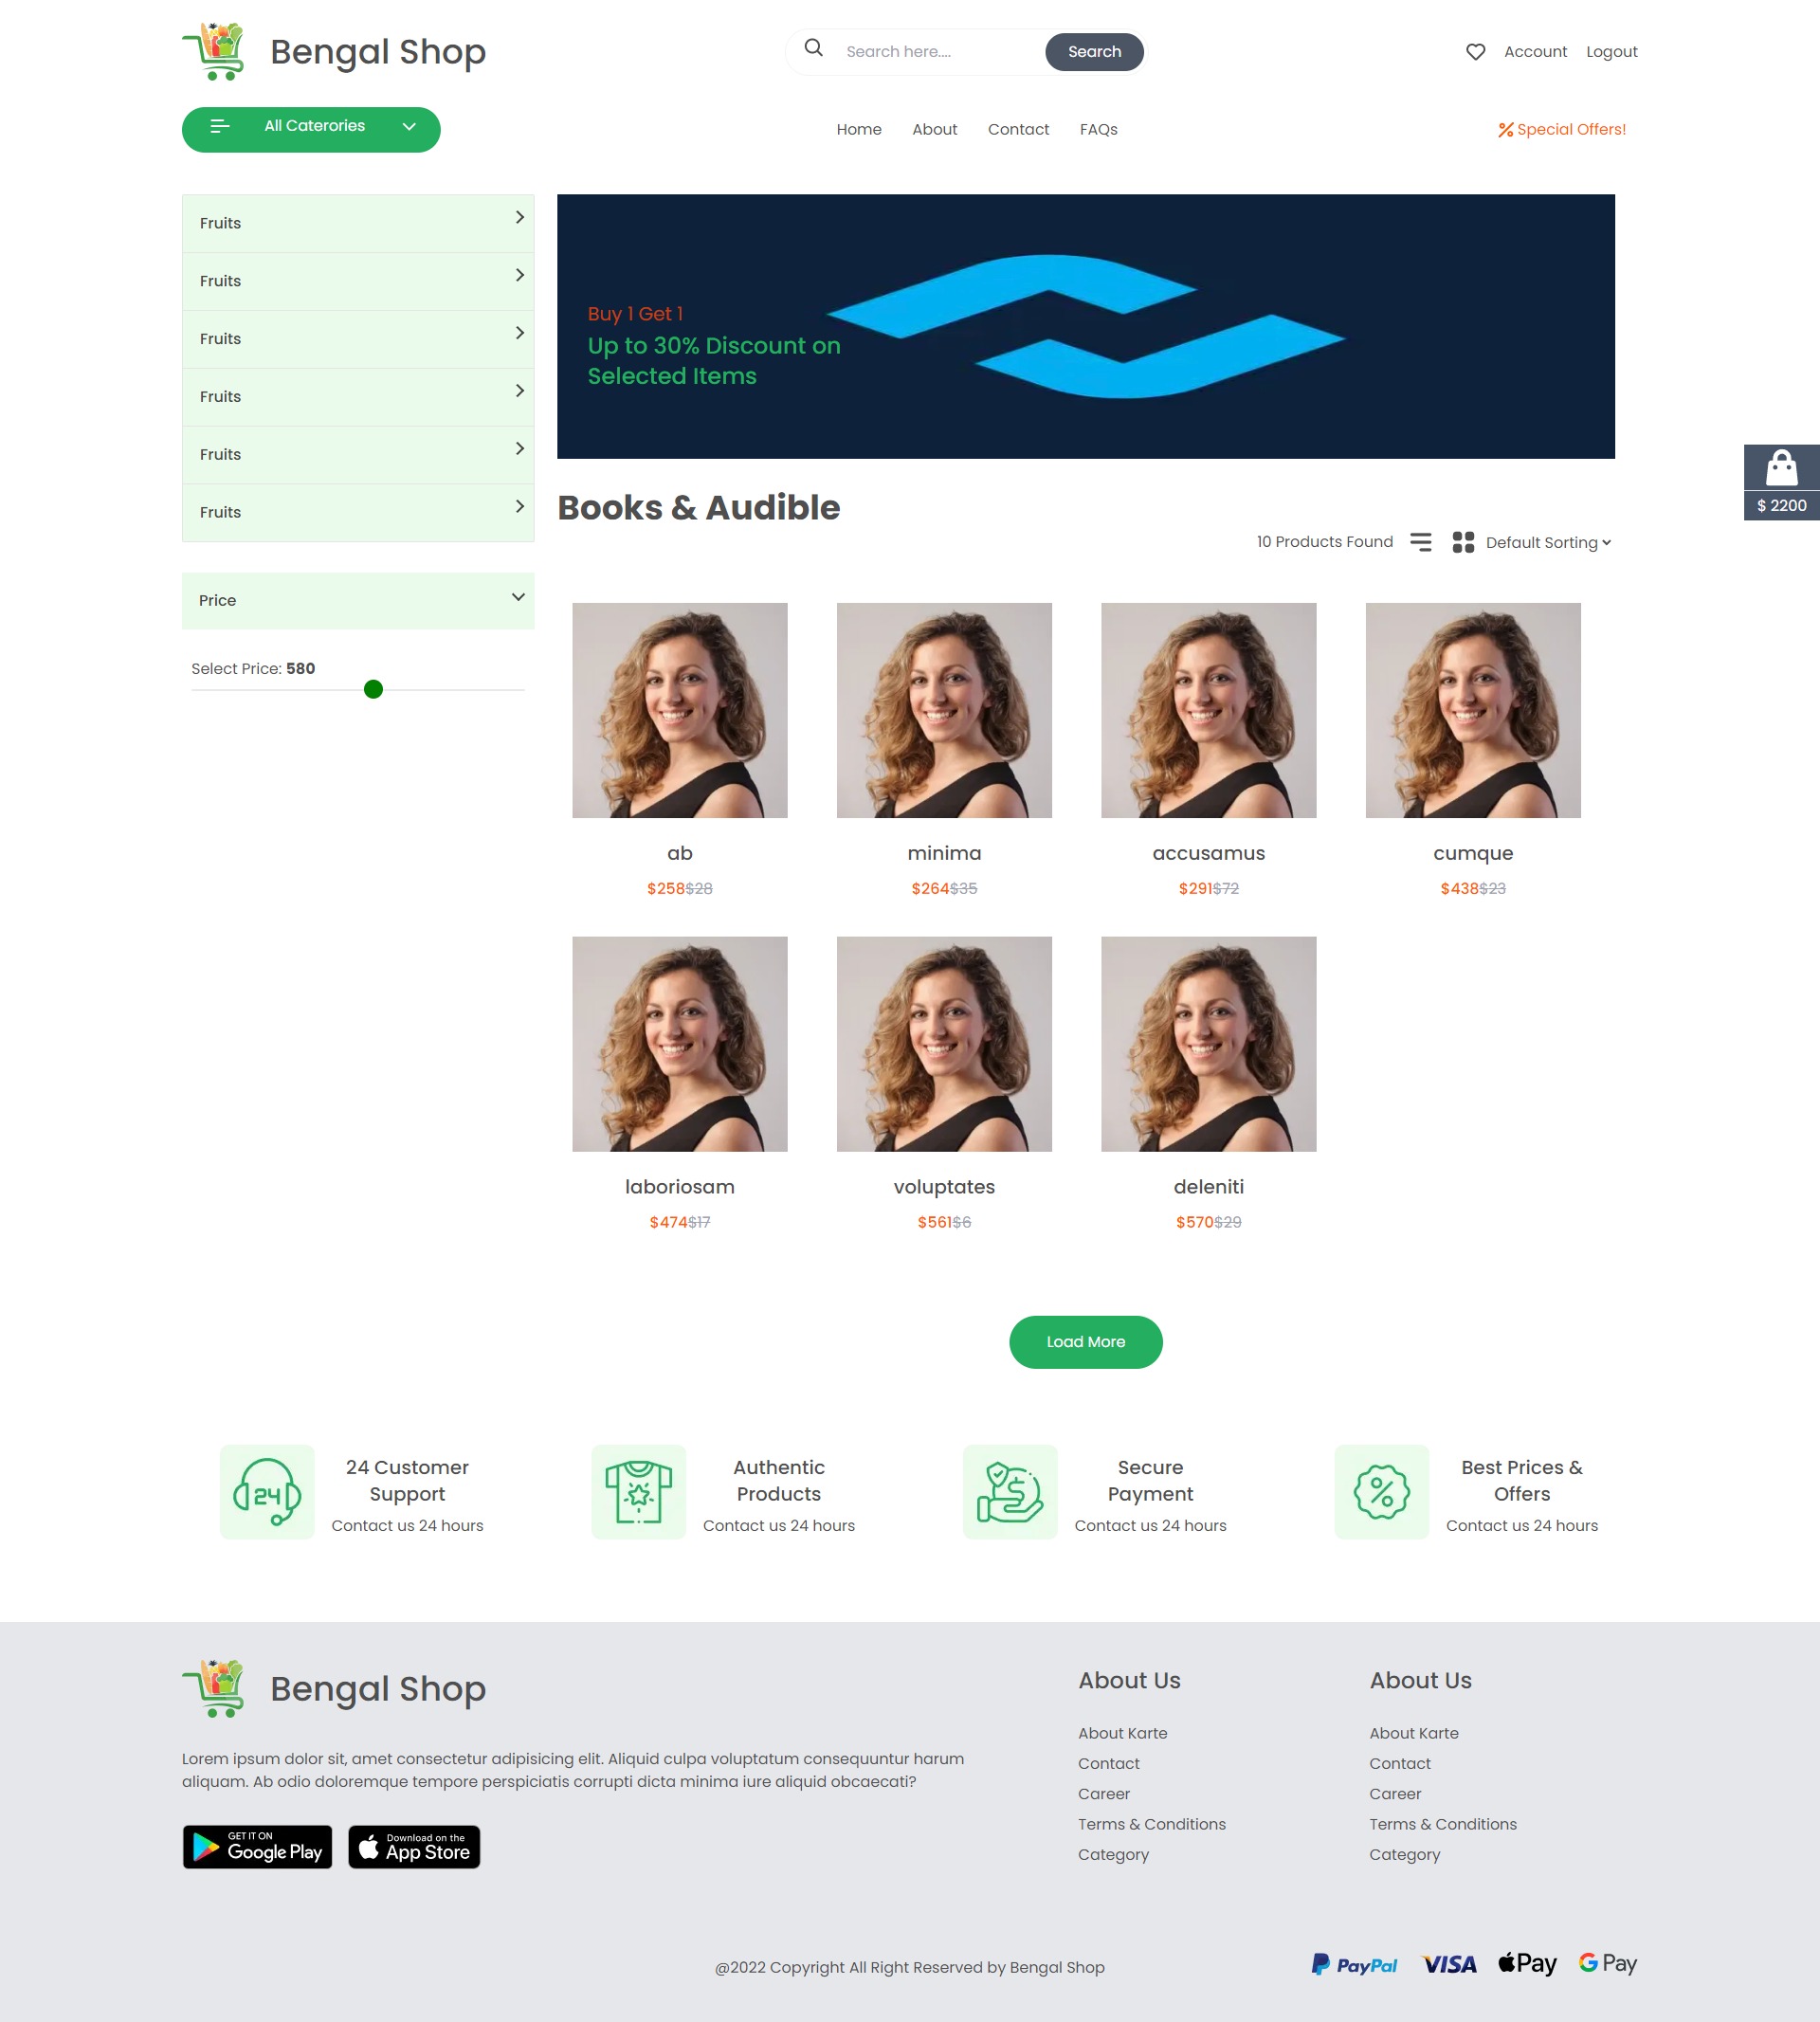 Bengal Shop
Search here....
Search
Account
Logout
All Caterories
Home
About
Contact
FAQs
Special Offers!
Fruits
Fruits
Fruits
Fruits
Fruits
Fruits
Price
Select Price: 580
Buy 1 Get 1
Up to 30% Discount on
Selected Items
$ 2200
Books & Audible
10 Products Found
Default Sorting
ab
$258$28
minima
$264$35
accusamus
$291$72
cumque
$438$23
laboriosam
$474$17
voluptates
$561$6
deleniti
$570$29
Load More
24
24 Customer
Support
Contact us 24 hours
Authentic
Products
Contact us 24 hours
Secure
Payment
Contact us 24 hours
Best Prices &
Offers
Contact us 24 hours
Bengal Shop
Lorem ipsum dolor sit, amet consectetur adipisicing elit. Aliquid culpa voluptatum consequuntur harum
aliquam. Ab odio doloremque tempore perspiciatis corrupti dicta minima iure aliquid obcaecati?
GET IT ON
Google Play
Download on the
App Store
About Us
About Karte
Contact
Career
Terms & Conditions
Category
About Us
About Karte
Contact
Career
Terms & Conditions
Category
@2022 Copyright All Right Reserved by Bengal Shop
PayPal
VISA
Pay
G Pay